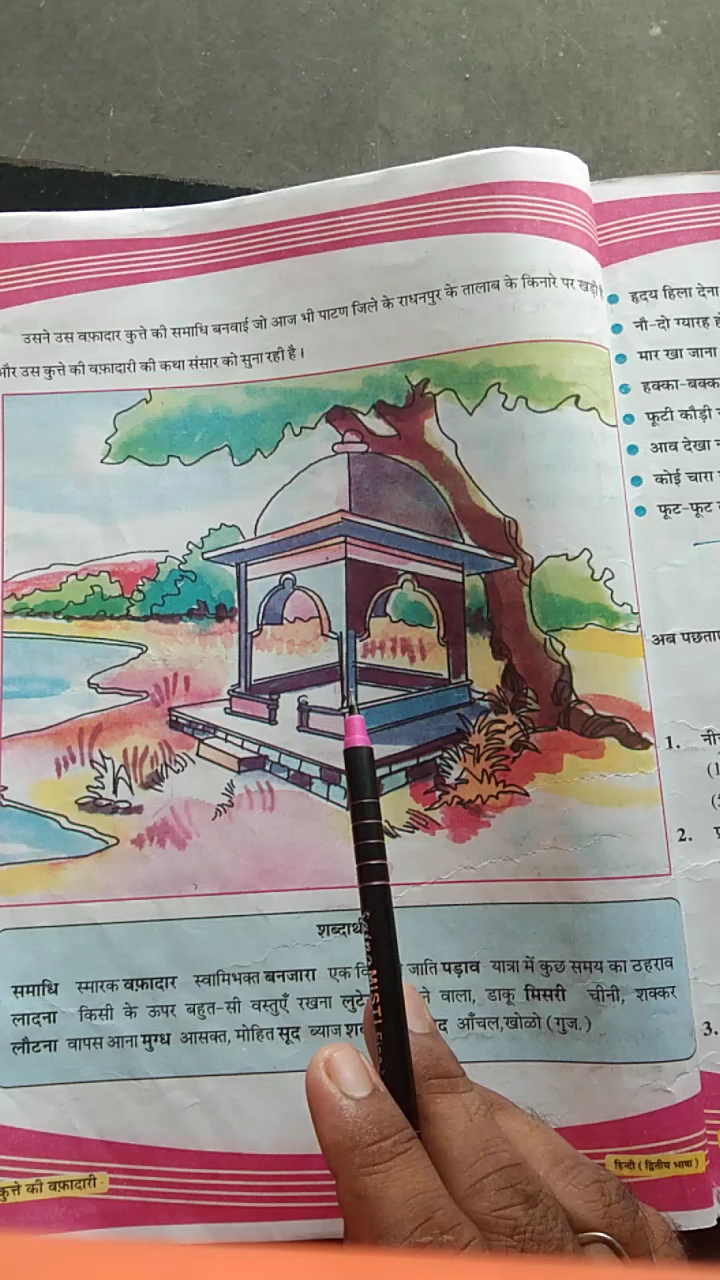 उसने उस वफ़ादार कुत्ते की समाधि बनवाई जो आज भी पाटण जिले के राधनपुर के तालाब के किनारे पर खड़ी
और उस कुत्ते की वफ़ादारी की कथा संसार को सुना रही है।
शब्दार्थ
समाधि स्मारक वफ़ादार स्वामिभक्त बनजारा एक जाति पड़ाव यात्रा में कुछ समय का ठहराव
लादना किसी के ऊपर बहुत-सी वस्तुएँ रखना वाला, डाकू मिसरी चीनी, शक्कर
लौटना वापस आना मुग्ध आसक्त, मोहित सूद ब्याज आँचल,खोळो (गुज.)
कुत्ते की वफ़ादारी
हिन्दी (द्वितीय भाषा)
हृदय हिला देना
नौ-दो ग्यारह
मार खा जाना
हक्का-बक्क
फूटी कौड़ी
आव देखा
कोई चारा
फूट-फूट
अब पछता
1. नी
(1
2.
3.